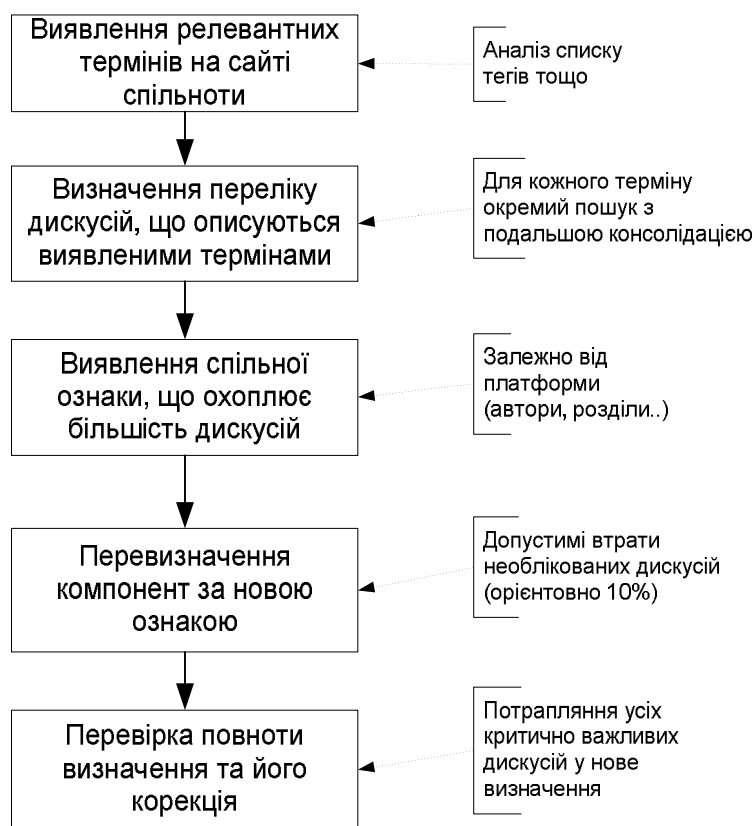 Виявлення релевантних
термінів на сайті
спільноти
Аналіз списку
тегів тощо
Визначення переліку
дискусій, що описуються
виявленими термінами
Для кожного терміну
окремий пошук з
подальшою консолідацією
Виявлення спільної
ознаки, що охоплює
більшість дискусій
Залежно від
платформи
(автори, розділи..)
Перевизначення
компонент за новою
ознакою
Допустимі втрати
необлікованих дискусій
(орієнтовно 10%)
Перевірка повноти
визначення та його
корекція
Потрапляння усіх
критично важливих
дискусій у нове
визначення